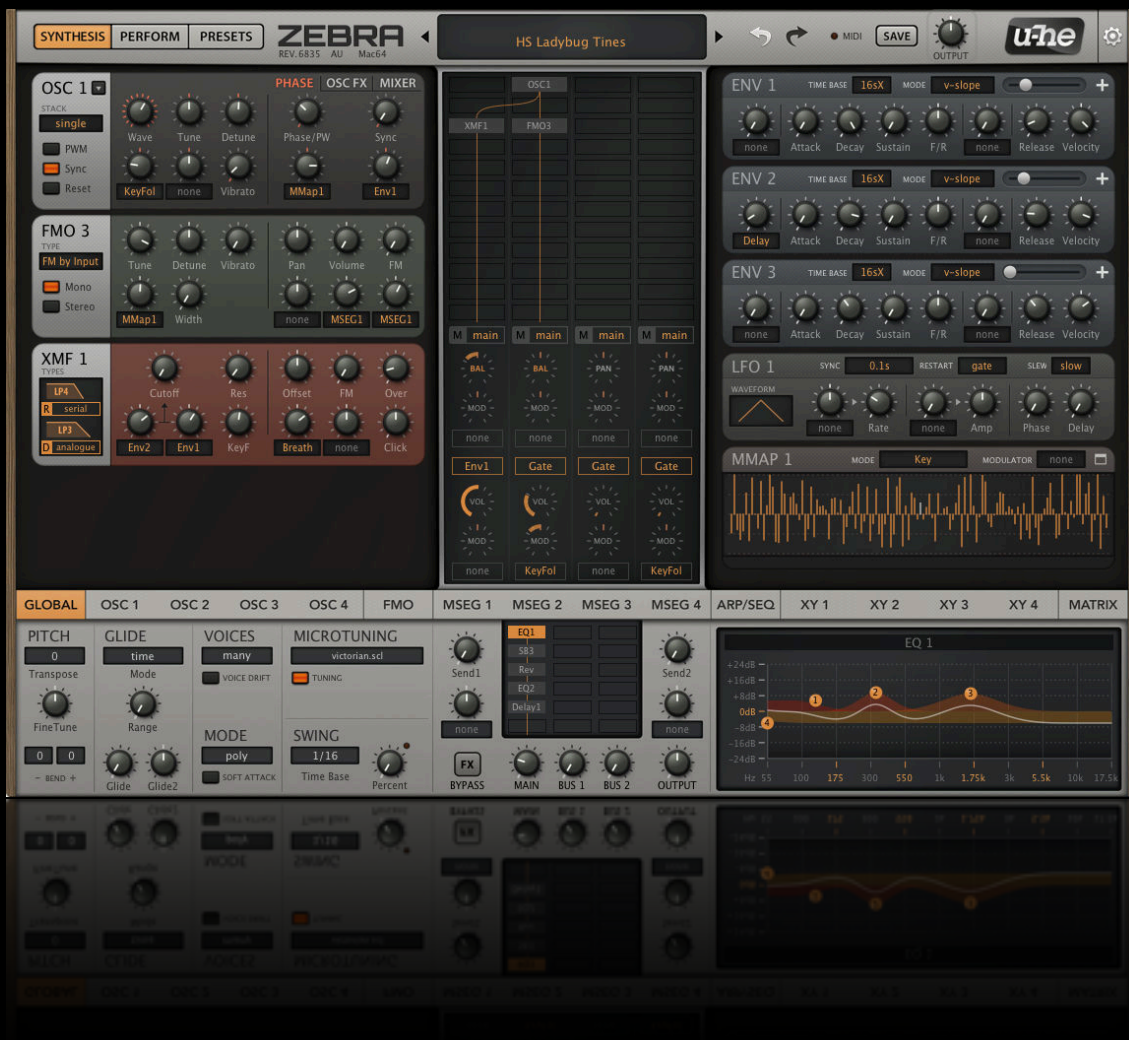 SYNTHESIS PERFORM PRESETS
ZEBRA
REV. 6835 AU Mac64
HS Ladybug Tines
MIDI SAVE OUTPUT u-he
OSC 1 PHASE OSC FX MIXER
STACK
single
PWM
Sync
Reset
Wave Tune Detune Phase/PW Sync
KeyFol none Vibrato MMap1 Env1
FMO 3
TYPE
FM by Input
Mono
Stereo
Tune Detune Vibrato Pan Volume FM
MMap1 Width none MSEG1 MSEG1
XMF 1
TYPES
LP4
R serial
LP3
D analogue
Cutoff Res Offset FM Over
Env2 Env1 KeyF Breath none Click
OSC1
XMF1 FMO3
M main M main M main M main
BAL BAL PAN PAN
MOD MOD MOD MOD
none none none none
Env1 Gate Gate Gate
VOL VOL VOL VOL
MOD MOD MOD MOD
none KeyFol none KeyFol
ENV 1 TIME BASE 16sX MODE v-slope +
none Attack Decay Sustain F/R none Release Velocity
ENV 2 TIME BASE 16sX MODE v-slope +
Delay Attack Decay Sustain F/R none Release Velocity
ENV 3 TIME BASE 16sX MODE v-slope +
none Attack Decay Sustain F/R none Release Velocity
LFO 1 SYNC 0.1s RESTART gate SLEW slow
WAVEFORM
none Rate none Amp Phase Delay
MMAP 1 MODE Key MODULATOR none
GLOBAL OSC 1 OSC 2 OSC 3 OSC 4 FMO MSEG 1 MSEG 2 MSEG 3 MSEG 4 ARP/SEQ XY 1 XY 2 XY 3 XY 4 MATRIX
PITCH
0
Transpose
FineTune
0 0
- BEND +
GLIDE
time
Mode
Range
Glide Glide2
VOICES
many
VOICE DRIFT
MODE
poly
SOFT ATTACK
MICROTUNING
victorian.scl
TUNING
SWING
1/16
Time Base Percent
Send1
none
FX
BYPASS
EQ1
SB3
Rev
EQ2
Delay1
MAIN BUS 1 BUS 2
Send2
none
OUTPUT
EQ 1
+24dB
+16dB
+8dB
0dB
-8dB
-16dB
-24dB
1 2 3 4
Hz 55 100 175 300 550 1k 1.75k 3k 5.5k 10k 17.5k